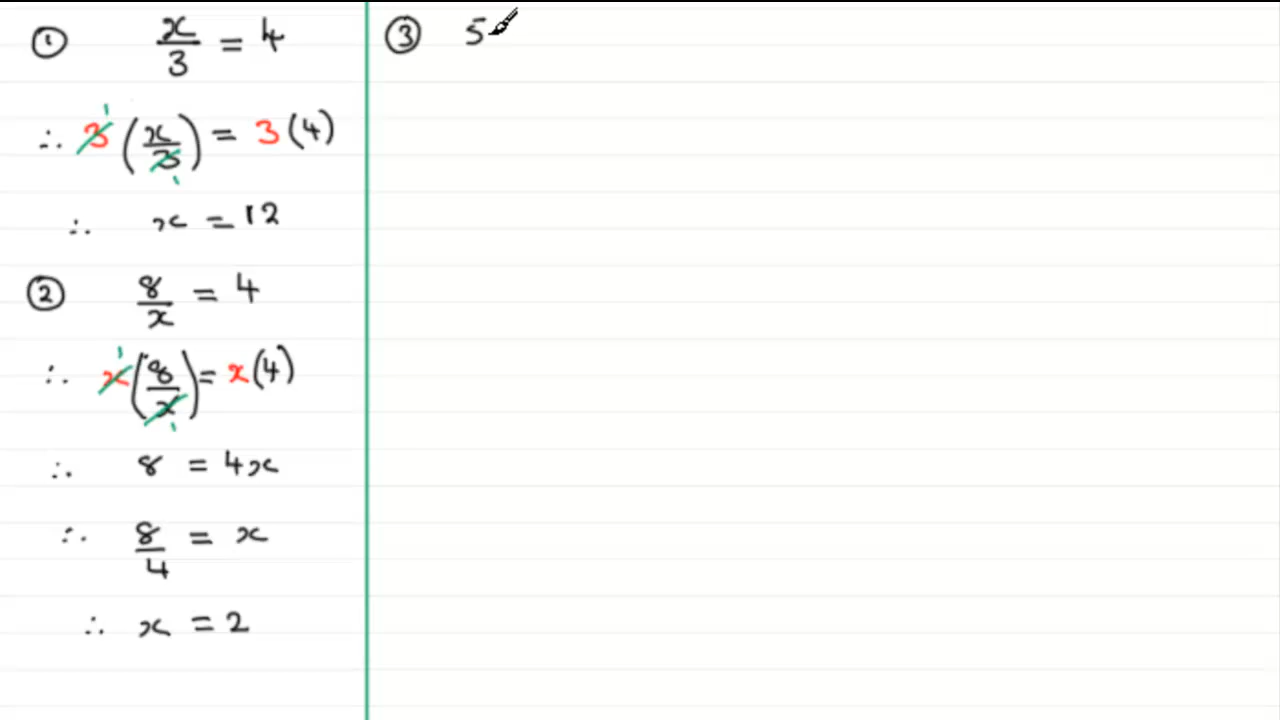 ① x/3 = 4
∴ 3 (x/3) = 3 (4)
∴ x = 12
② 8/x = 4
∴ x (8/x) = x (4)
∴ 8 = 4x
∴ 8/4 = x
∴ x = 2
③ 5